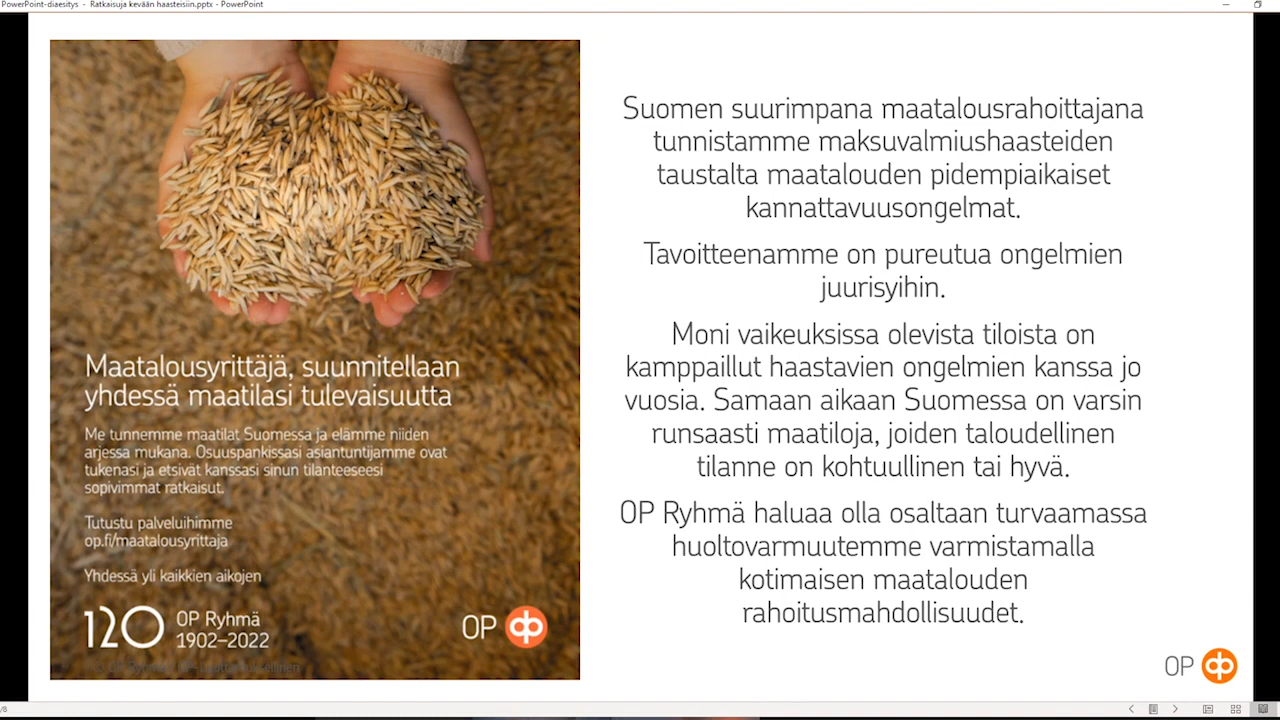 PowerPoint-diaesitys - Ratkaisuja kevään haasteisiin.pptx - PowerPoint
Maatalousyrittäjä, suunnitellaan
yhdessä maatilasi tulevaisuutta
Me tunnemme maatilat Suomessa ja elämme niiden
arjessa mukana. Osuuspankissasi asiantuntijamme ovat
tukenasi ja etsivät kanssasi sinun tilanteeseesi
sopivimmat ratkaisut.
Tutustu palveluihimme
op.fi/maatalousyrittaja
Yhdessä yli kaikkien aikojen
120 OP Ryhmä
1902–2022
OP
Suomen suurimpana maatalousrahoittajana
tunnistamme maksuvalmiushaasteiden
taustalta maatalouden pidempiaikaiset
kannattavuusongelmat.
Tavoitteenamme on pureutua ongelmien
juurisyihin.
Moni vaikeuksissa olevista tiloista on
kamppaillut haastavien ongelmien kanssa jo
vuosia. Samaan aikaan Suomessa on varsin
runsaasti maatiloja, joiden taloudellinen
tilanne on kohtuullinen tai hyvä.
OP Ryhmä haluaa olla osaltaan turvaamassa
huoltovarmuutemme varmistamalla
kotimaisen maatalouden
rahoitusmahdollisuudet.
OP
/8